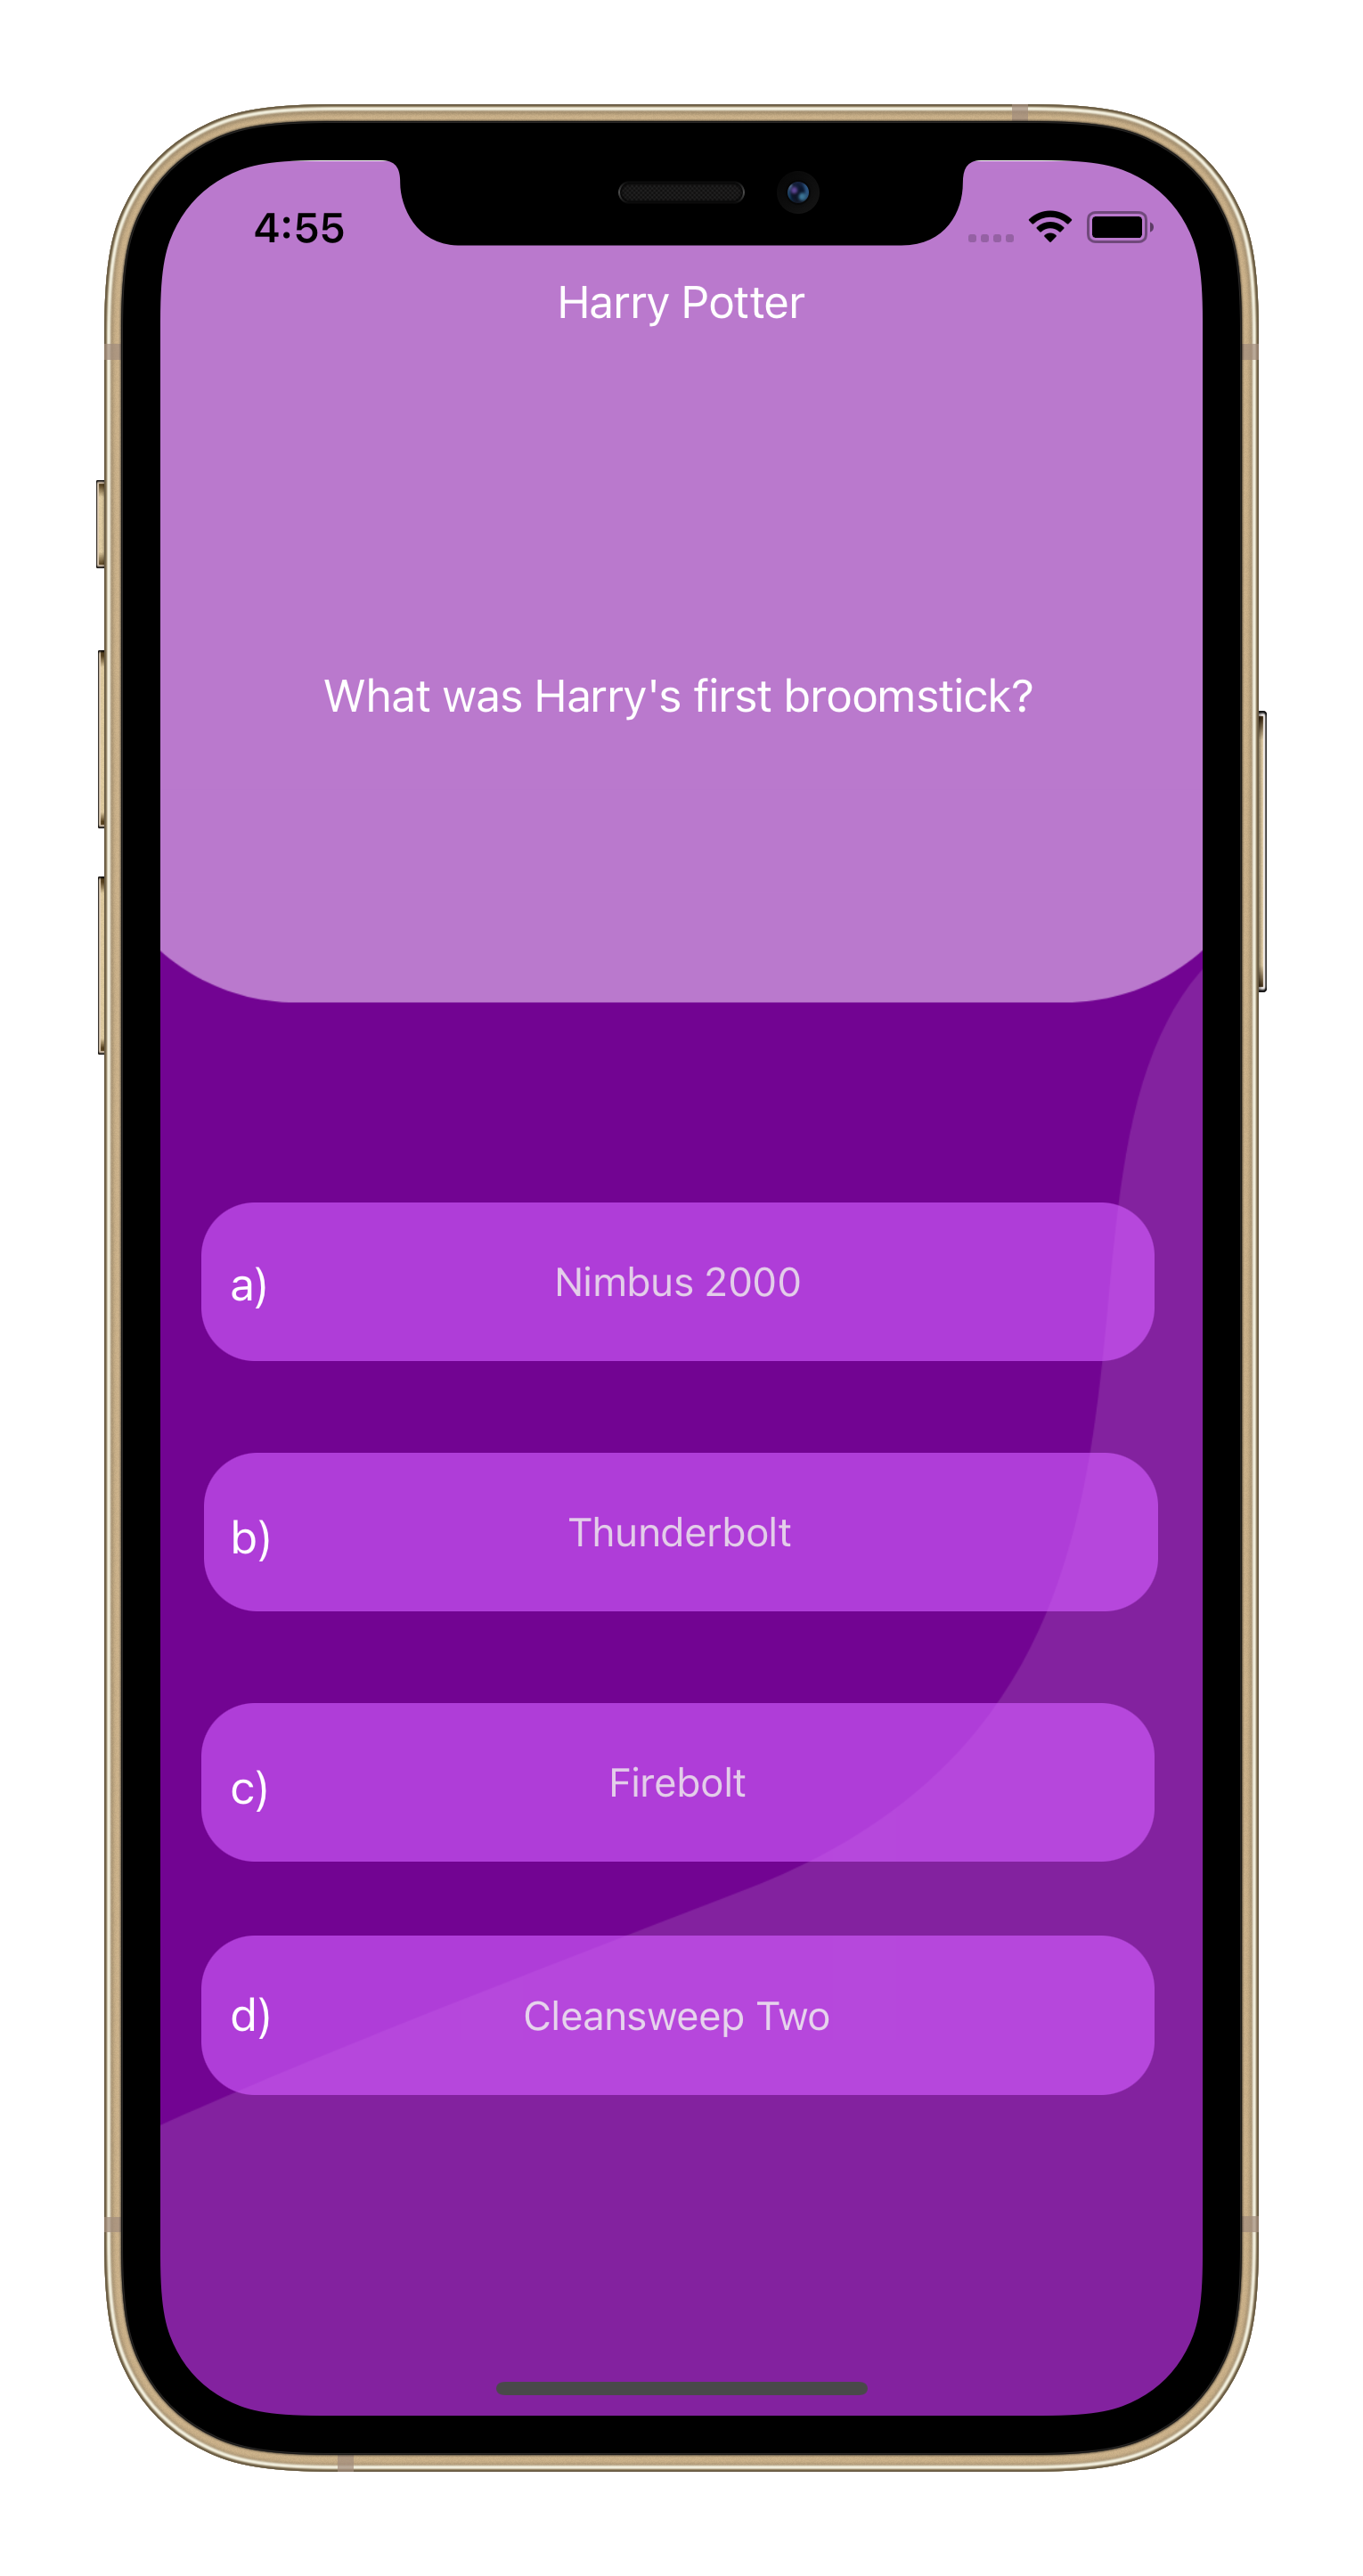 4:55
Harry Potter
What was Harry's first broomstick?
a) Nimbus 2000
b) Thunderbolt
c) Firebolt
d) Cleansweep Two